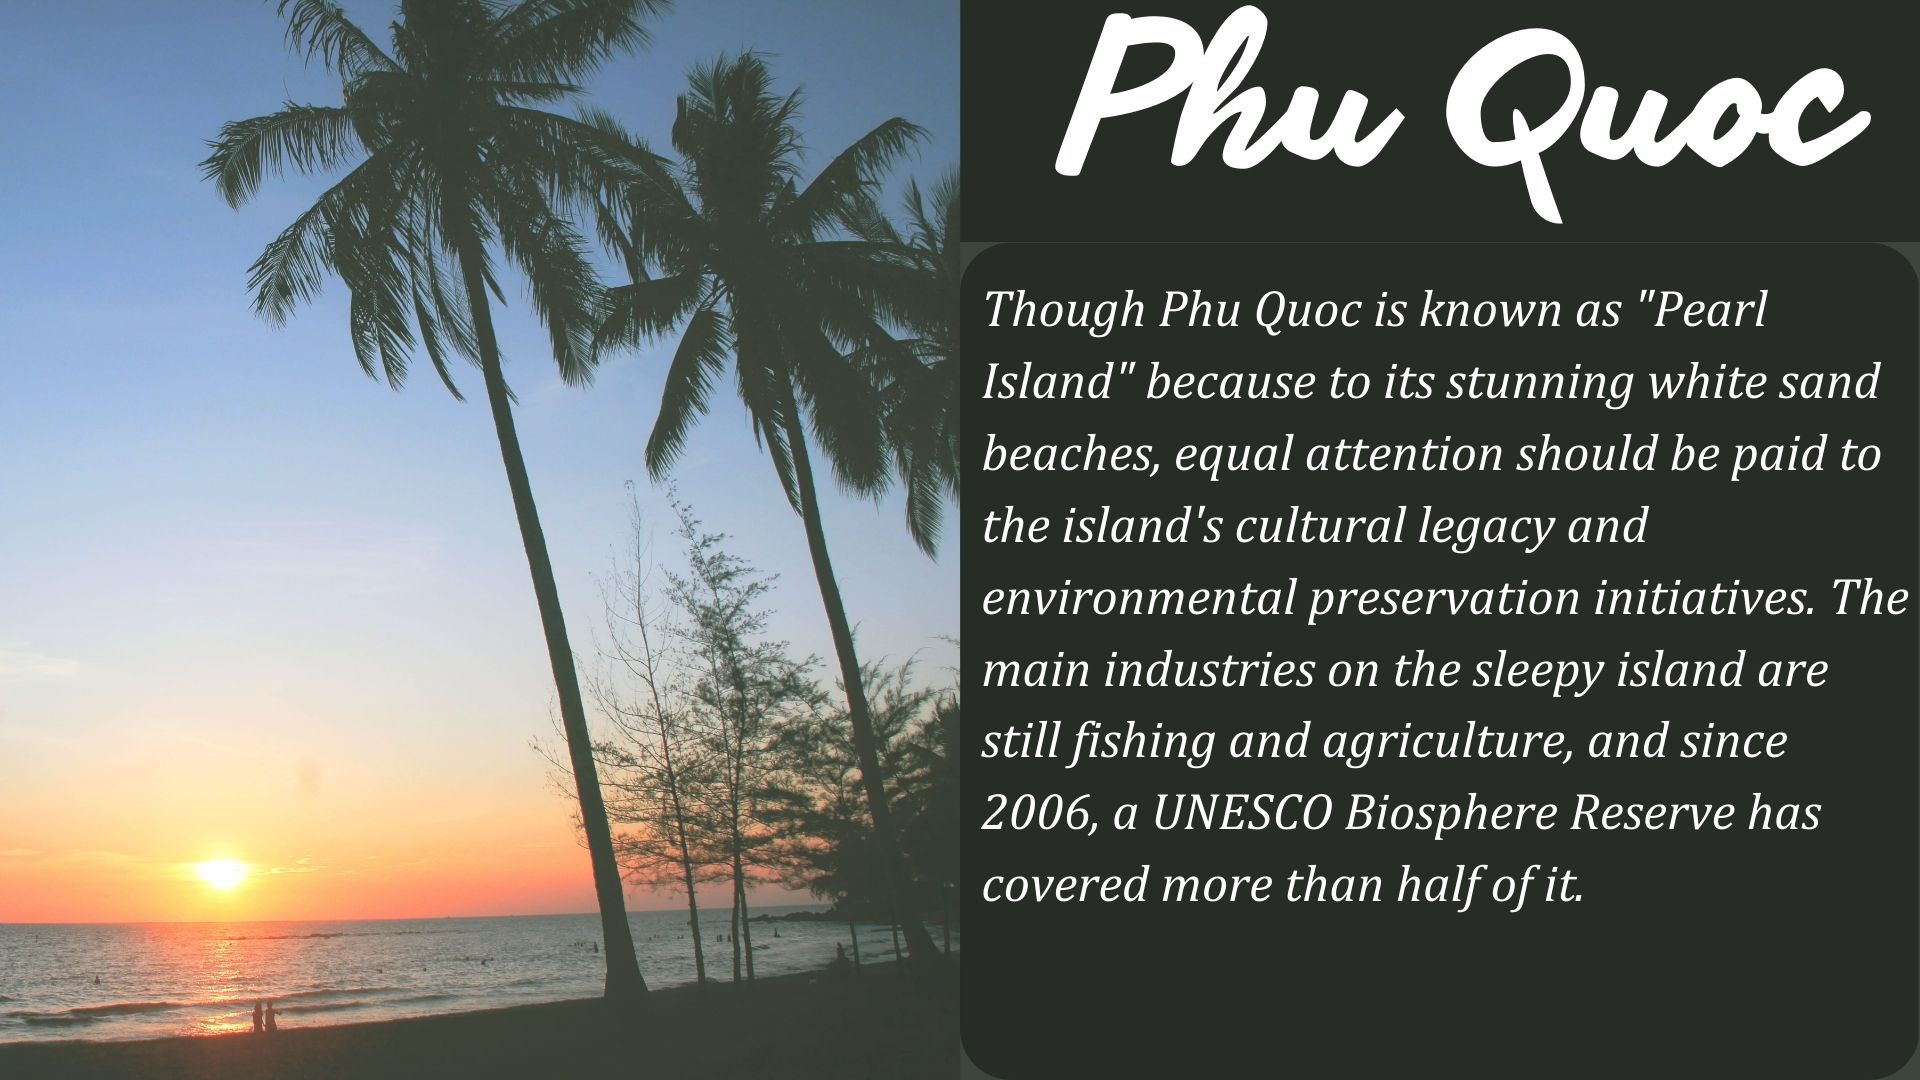 Phu Quoc
Though Phu Quoc is known as "Pearl
Island" because to its stunning white sand
beaches, equal attention should be paid to
the island's cultural legacy and
environmental preservation initiatives. The
main industries on the sleepy island are
still fishing and agriculture, and since
2006, a UNESCO Biosphere Reserve has
covered more than half of it.